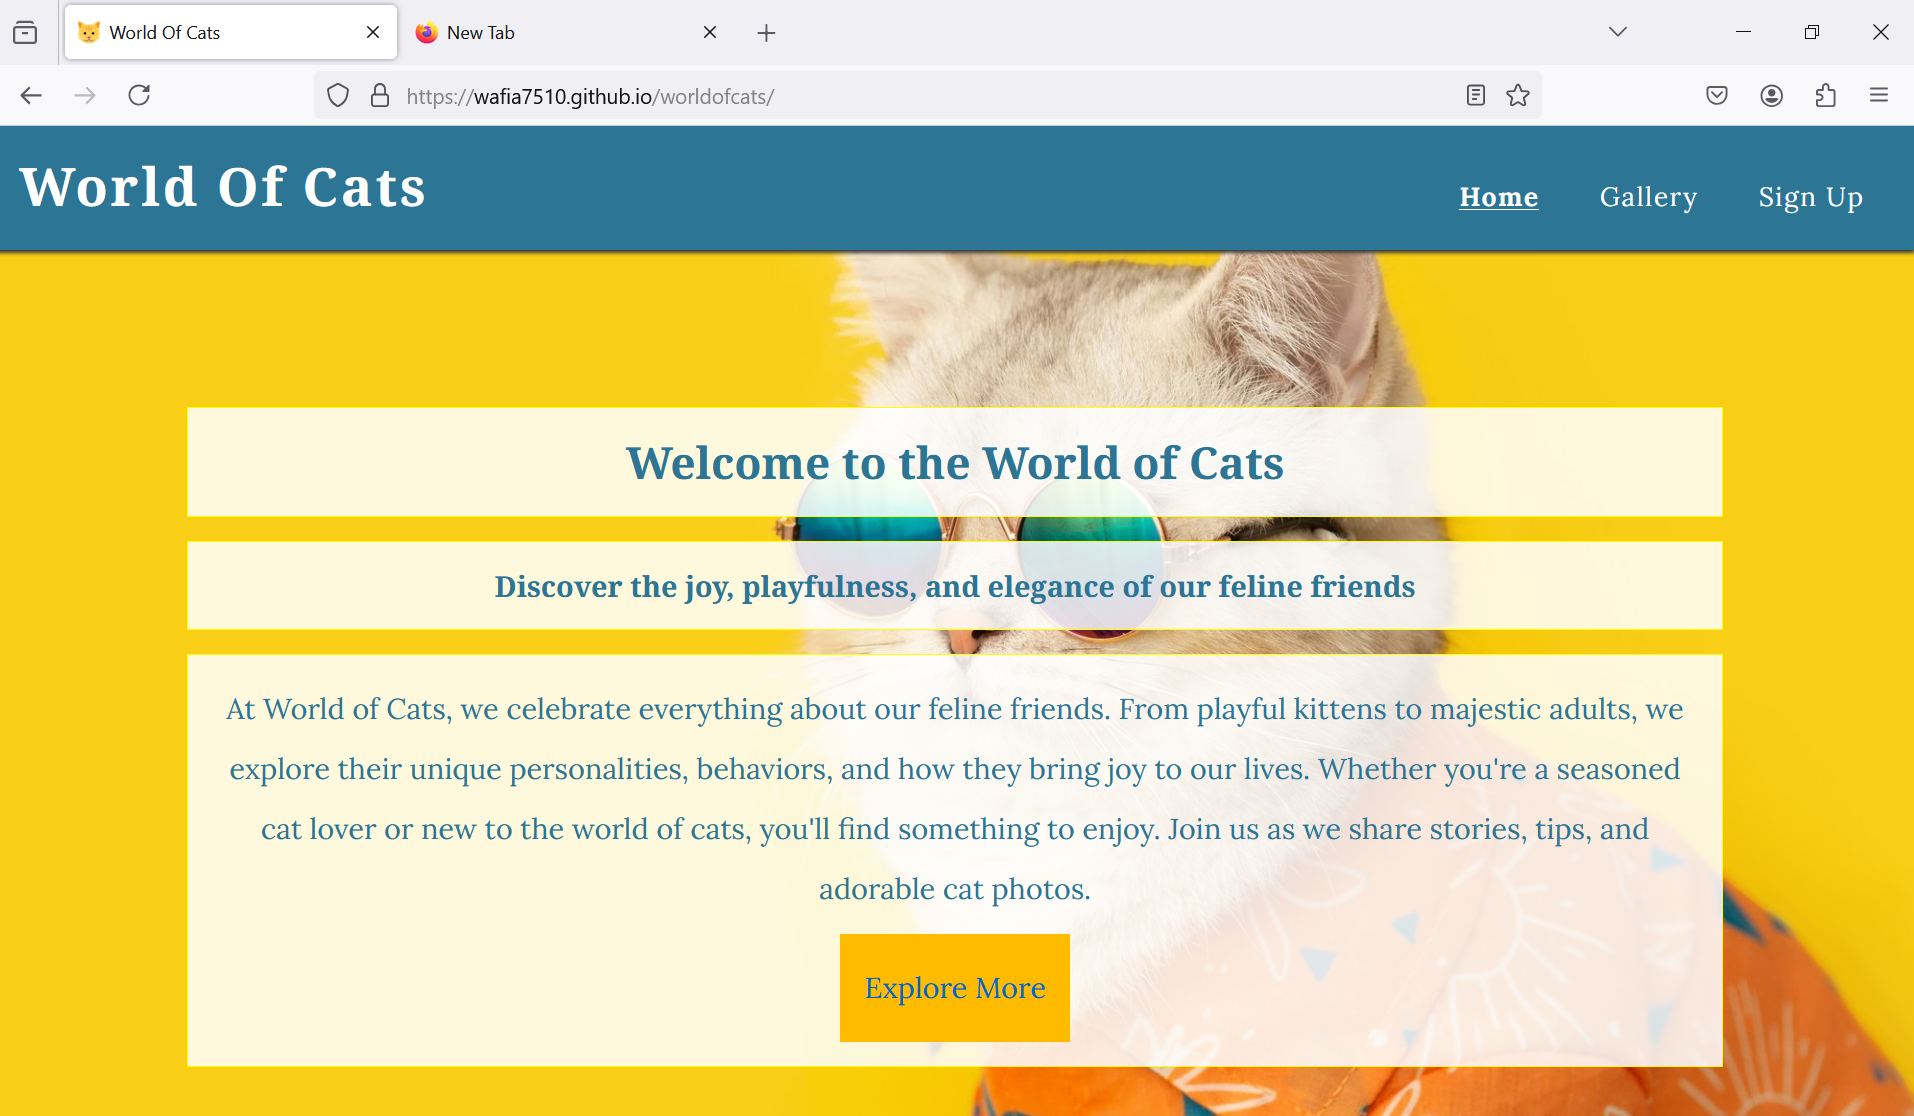 World Of Cats
New Tab
https://wafia7510.github.io/worldofcats/
World Of Cats
Home Gallery Sign Up
Welcome to the World of Cats
Discover the joy, playfulness, and elegance of our feline friends
At World of Cats, we celebrate everything about our feline friends. From playful kittens to majestic adults, we
explore their unique personalities, behaviors, and how they bring joy to our lives. Whether you're a seasoned
cat lover or new to the world of cats, you'll find something to enjoy. Join us as we share stories, tips, and
adorable cat photos.
Explore More